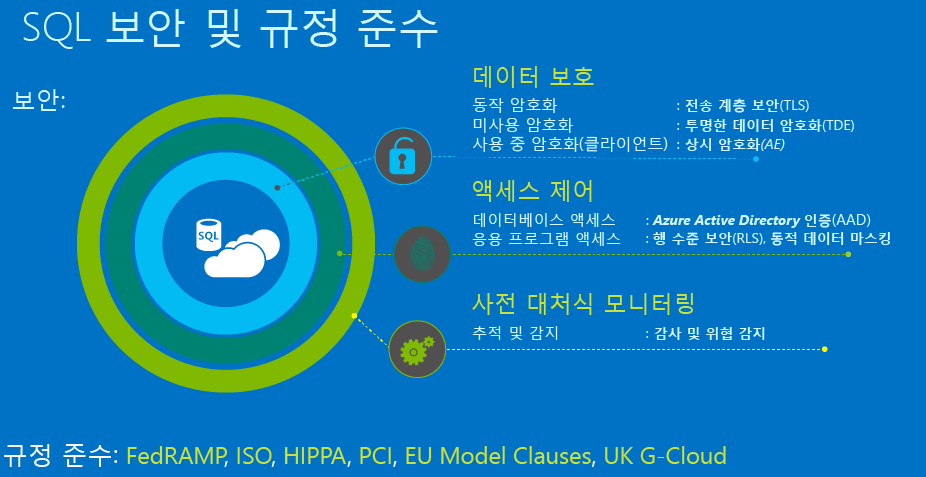 SQL 보안 및 규정 준수
보안:
데이터 보호
동작 암호화 : 전송 계층 보안(TLS)
미사용 암호화 : 투명한 데이터 암호화(TDE)
사용 중 암호화(클라이언트) : 상시 암호화(AE)
SQL
액세스 제어
데이터베이스 액세스 : Azure Active Directory 인증(AAD)
응용 프로그램 액세스 : 행 수준 보안(RLS), 동적 데이터 마스킹
사전 대처식 모니터링
추적 및 감지 : 감사 및 위협 감지
규정 준수: FedRAMP, ISO, HIPPA, PCI, EU Model Clauses, UK G-Cloud